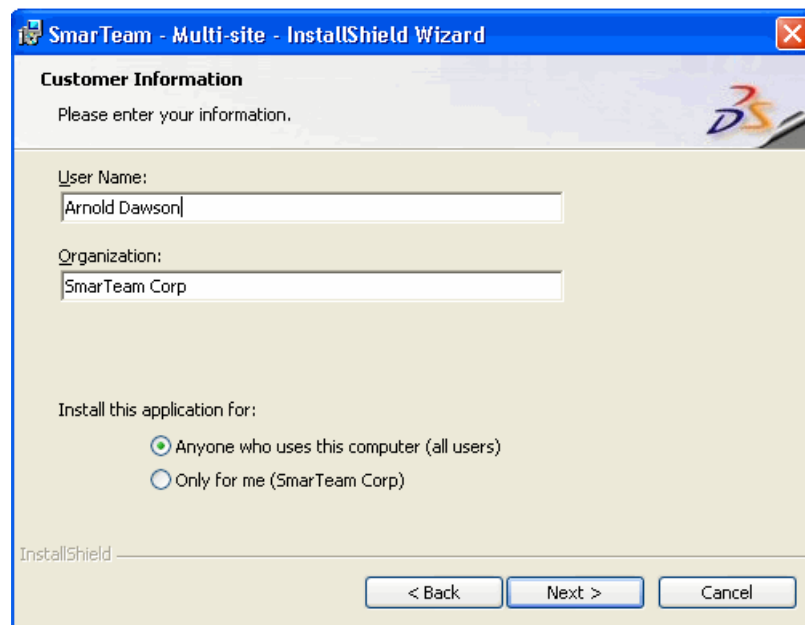 SmarTeam - Multi-site - InstallShield Wizard
Customer Information
Please enter your information.
User Name:
Arnold Dawson
Organization:
SmarTeam Corp
Install this application for:
Anyone who uses this computer (all users)
Only for me (SmarTeam Corp)
InstallShield
< Back Next > Cancel